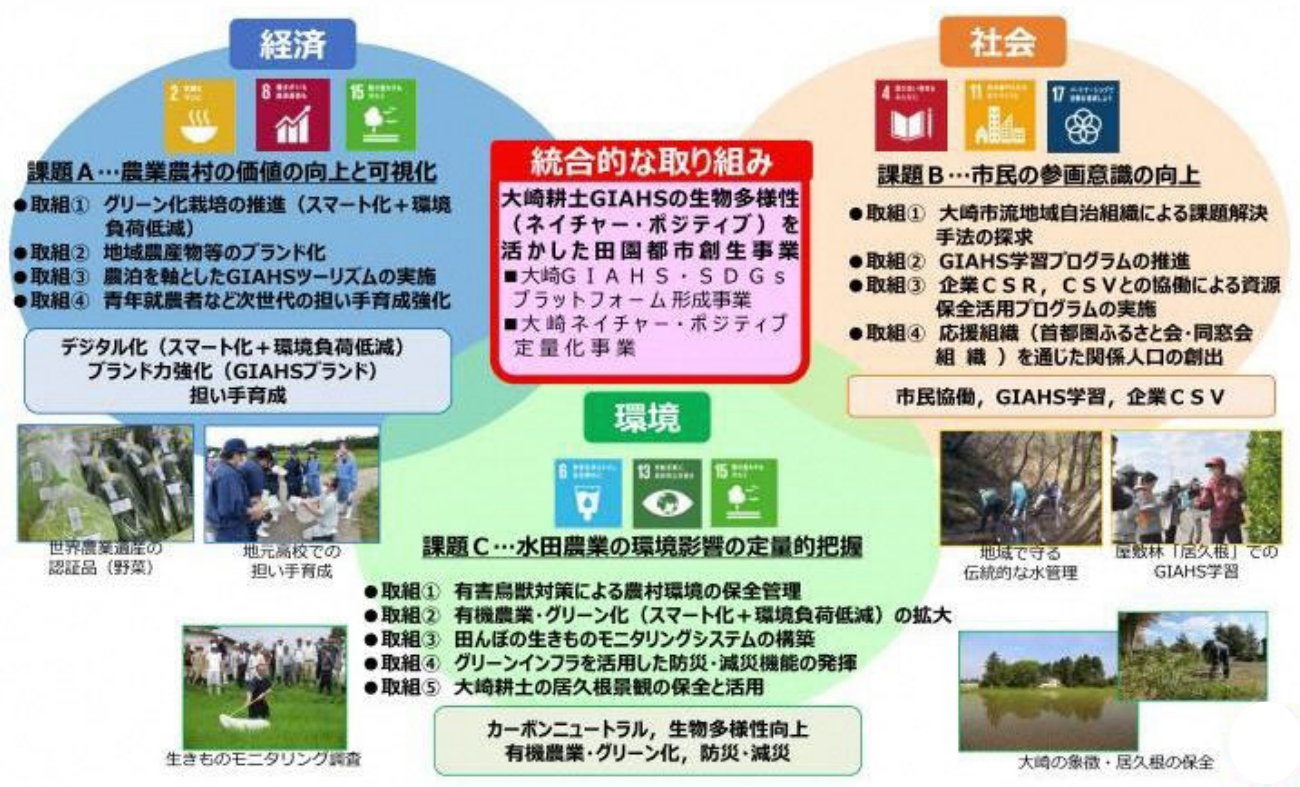 経済
2
8
15
課題A…農業農村の価値の向上と可視化
●取組① グリーン化栽培の推進（スマート化＋環境
負荷低減）
●取組② 地域農産物等のブランド化
●取組③ 農泊を軸としたGIAHSツーリズムの実施
●取組④ 青年就農者など次世代の担い手育成強化
デジタル化（スマート化＋環境負荷低減）
ブランド力強化（GIAHSブランド）
担い手育成
世界農業遺産の
認証品（野菜）
地元高校での
担い手育成
統合的な取り組み
大崎耕土GIAHSの生物多様性
（ネイチャー・ポジティブ）を
活かした田園都市創生事業
■大崎ＧＩＡＨＳ・ＳＤＧｓ
プラットフォーム形成事業
■大崎ネイチャー・ポジティブ
定量化事業
社会
4
11
17
課題B…市民の参画意識の向上
●取組① 大崎市流地域自治組織による課題解決
手法の探求
●取組② GIAHS学習プログラムの推進
●取組③ 企業ＣＳＲ，ＣＳＶとの協働による資源
保全活用プログラムの実施
●取組④ 応援組織（首都圏ふるさと会・同窓会
組織）を通じた関係人口の創出
市民協働，GIAHS学習，企業ＣＳＶ
地域で守る
伝統的な水管理
屋敷林「居久根」での
GIAHS学習
環境
6
13
15
課題C…水田農業の環境影響の定量的把握
●取組① 有害鳥獣対策による農村環境の保全管理
●取組② 有機農業・グリーン化（スマート化＋環境負荷低減）の拡大
●取組③ 田んぼの生きものモニタリングシステムの構築
●取組④ グリーンインフラを活用した防災・減災機能の発揮
●取組⑤ 大崎耕土の居久根景観の保全と活用
カーボンニュートラル，生物多様性向上
有機農業・グリーン化，防災・減災
生きものモニタリング調査
大崎の象徴・居久根の保全